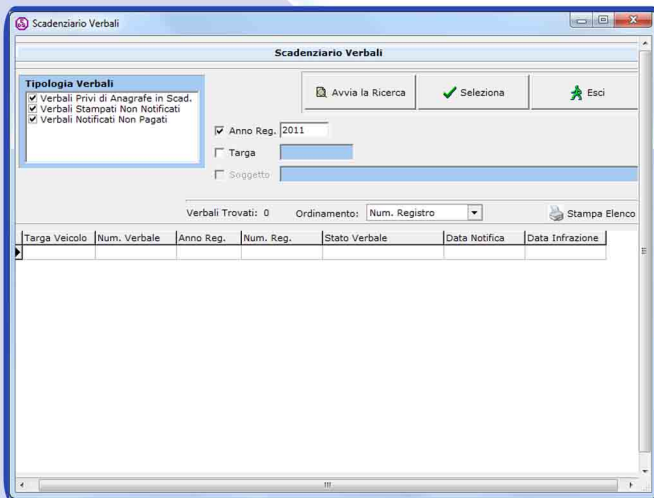 Scadenziario Verbali
Scadenziario Verbali
Tipologia Verbali
Verbali Privi di Anagrafe in Scad.
Verbali Stampati Non Notificati
Verbali Notificati Non Pagati
Avvia la Ricerca
Seleziona
Esci
Anno Reg. 2011
Targa
Soggetto
Verbali Trovati: 0 Ordinamento: Num. Registro Stampa Elenco
Targa Veicolo Num. Verbale Anno Reg. Num. Reg. Stato Verbale Data Notifica Data Infrazione